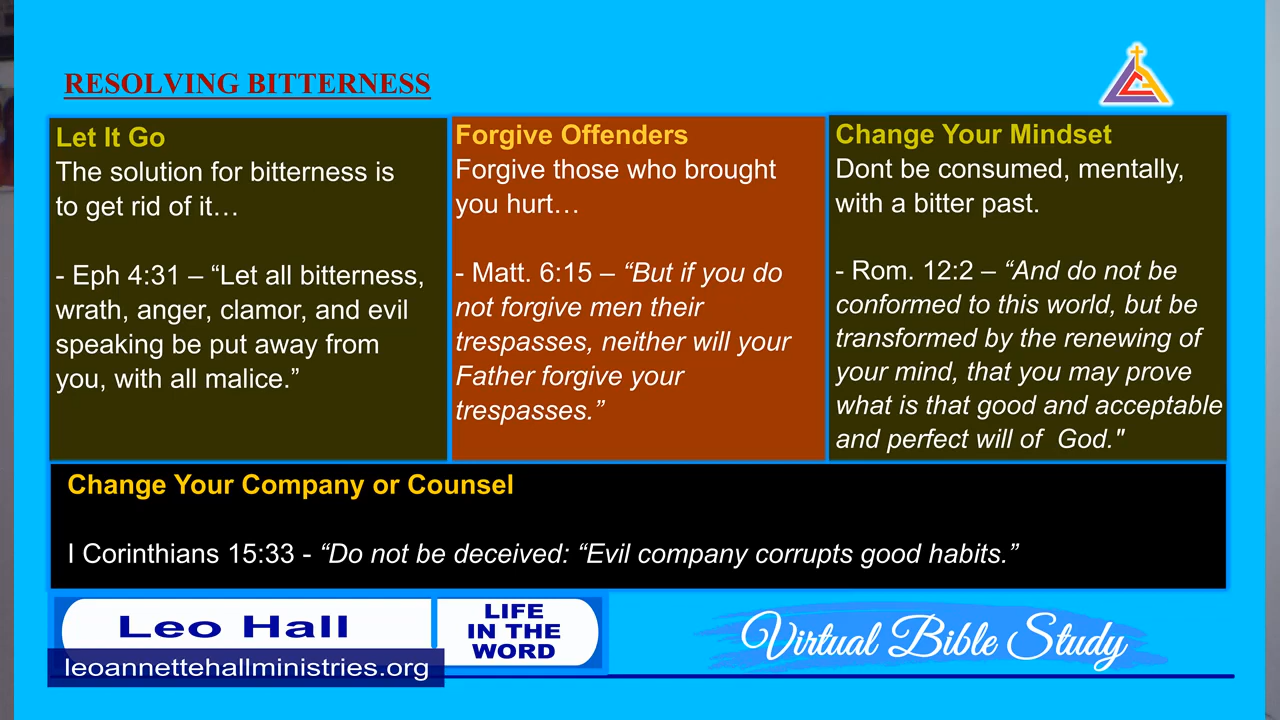 RESOLVING BITTERNESS
Let It Go
The solution for bitterness is
to get rid of it…
- Eph 4:31 – “Let all bitterness,
wrath, anger, clamor, and evil
speaking be put away from
you, with all malice.”
Forgive Offenders
Forgive those who brought
you hurt…
- Matt. 6:15 – “But if you do
not forgive men their
trespasses, neither will your
Father forgive your
trespasses.”
Change Your Mindset
Dont be consumed, mentally,
with a bitter past.
- Rom. 12:2 – “And do not be
conformed to this world, but be
transformed by the renewing of
your mind, that you may prove
what is that good and acceptable
and perfect will of  God."
Change Your Company or Counsel
I Corinthians 15:33 - “Do not be deceived: “Evil company corrupts good habits.”
Leo Hall
leoannettehallministries.org
LIFE
IN THE
WORD
Virtual Bible Study